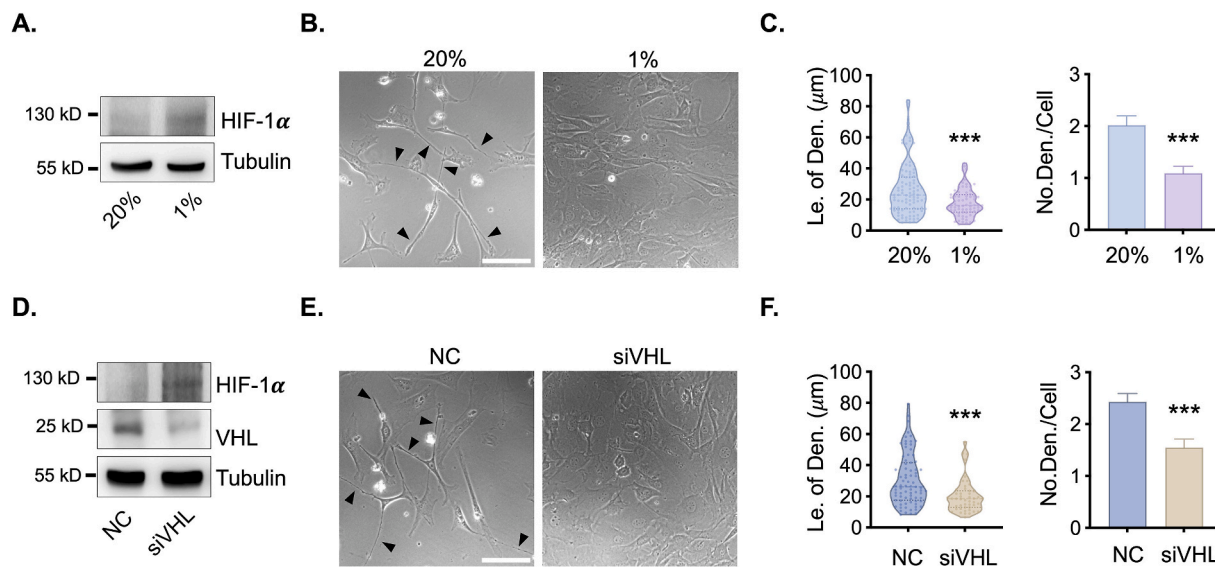 A.
130 kD
HIF-1α
55 kD
Tubulin
20%
1%
B.
20%
1%
C.
Le. of Den. (μm)
100
80
60
40
20
0
***
20%
1%
No.Den./Cell
3
2
1
0
***
20%
1%
D.
130 kD
HIF-1α
25 kD
VHL
55 kD
Tubulin
NC
siVHL
E.
NC
siVHL
F.
Le. of Den. (μm)
100
80
60
40
20
0
***
NC
siVHL
No.Den./Cell
3
2
1
0
***
NC
siVHL